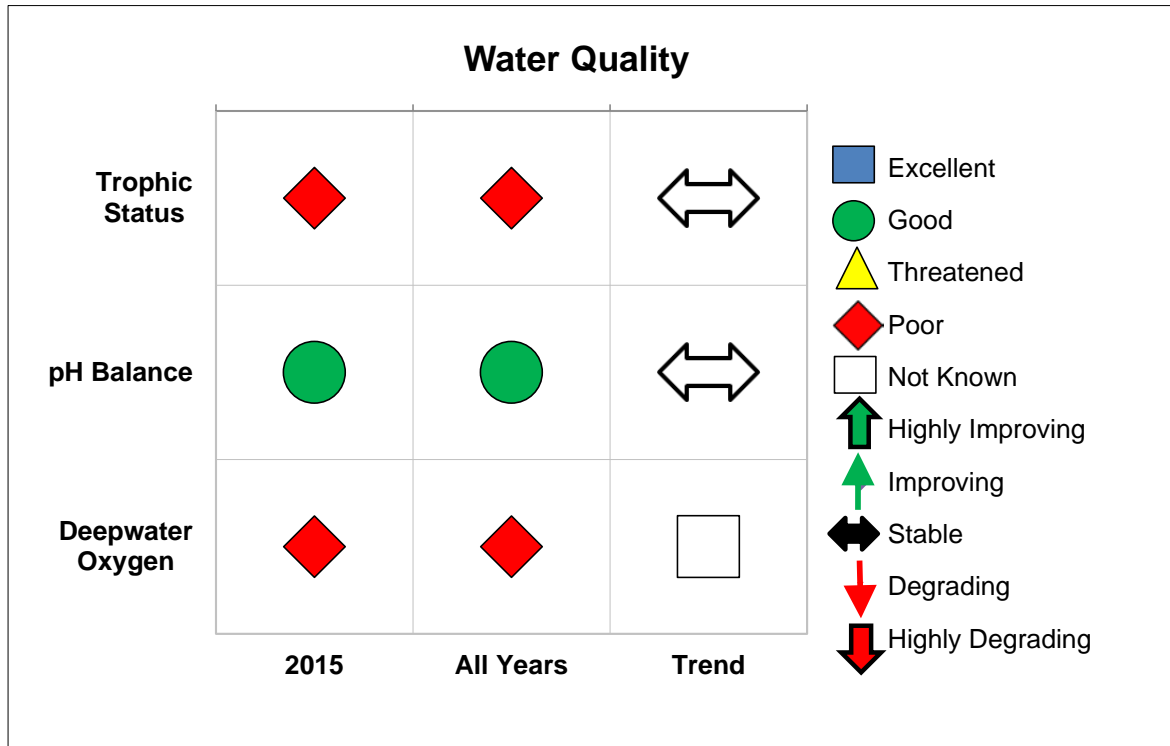 Water Quality
Trophic
Status
pH Balance
Deepwater
Oxygen
2015
All Years
Trend
Excellent
Good
Threatened
Poor
Not Known
Highly Improving
Improving
Stable
Degrading
Highly Degrading